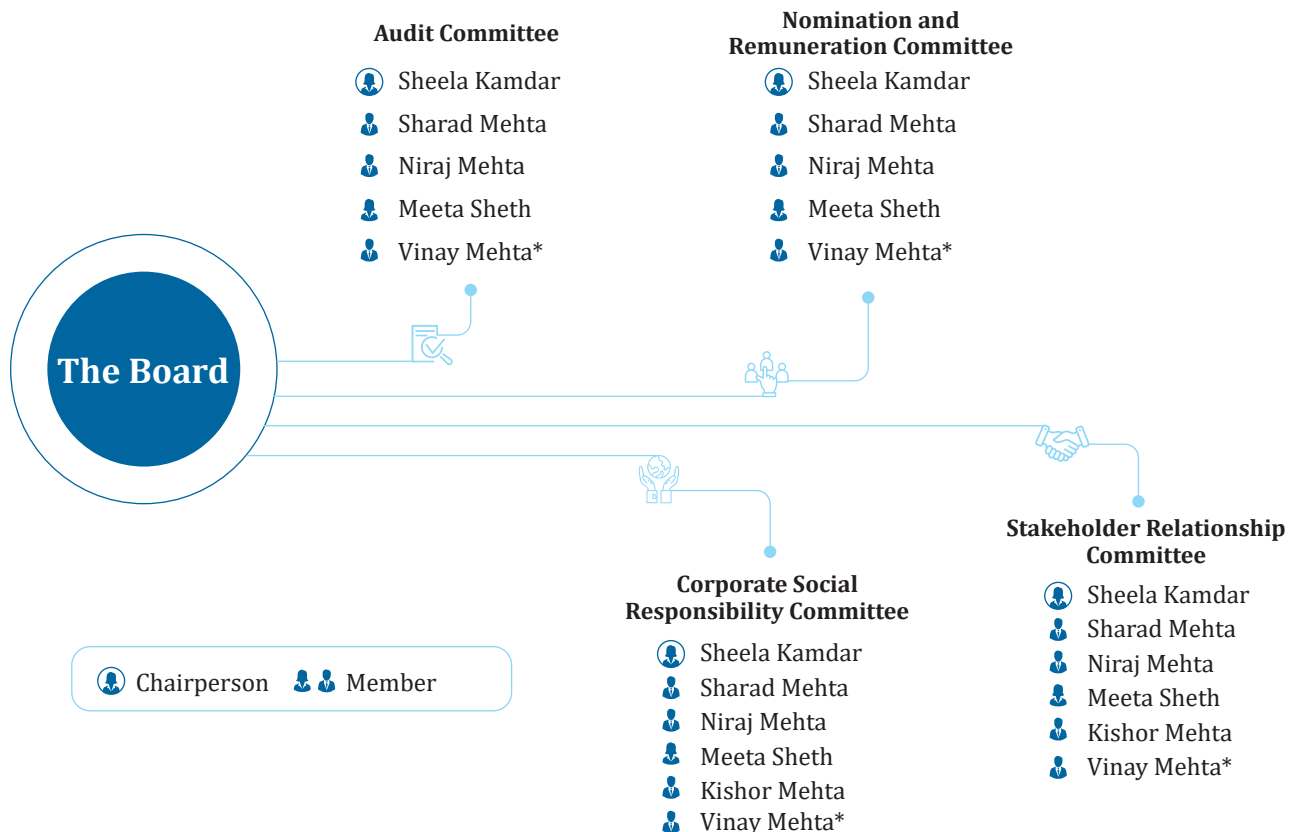 Audit Committee
Sheela Kamdar
Sharad Mehta
Niraj Mehta
Meeta Sheth
Vinay Mehta*
Nomination and
Remuneration Committee
Sheela Kamdar
Sharad Mehta
Niraj Mehta
Meeta Sheth
Vinay Mehta*
The Board
Corporate Social
Responsibility Committee
Sheela Kamdar
Sharad Mehta
Niraj Mehta
Meeta Sheth
Kishor Mehta
Vinay Mehta*
Stakeholder Relationship
Committee
Sheela Kamdar
Sharad Mehta
Niraj Mehta
Meeta Sheth
Kishor Mehta
Vinay Mehta*
Chairperson Member